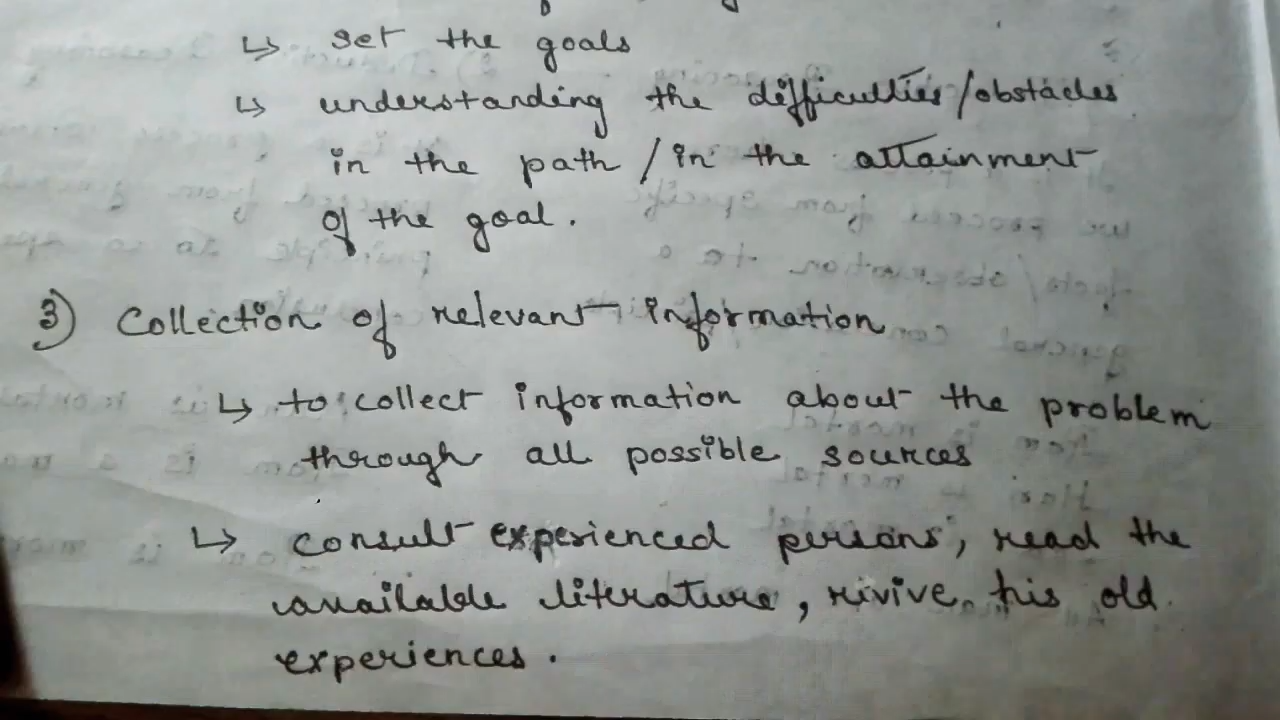 ↳ set the goals
↳ understanding the difficulties/obstacles
in the path / in the attainment
of the goal.
3) Collection of relevant information
↳ to collect information about the problem
through all possible sources
↳ consult experienced persons, read the
available literature, rivive his old
experiences.